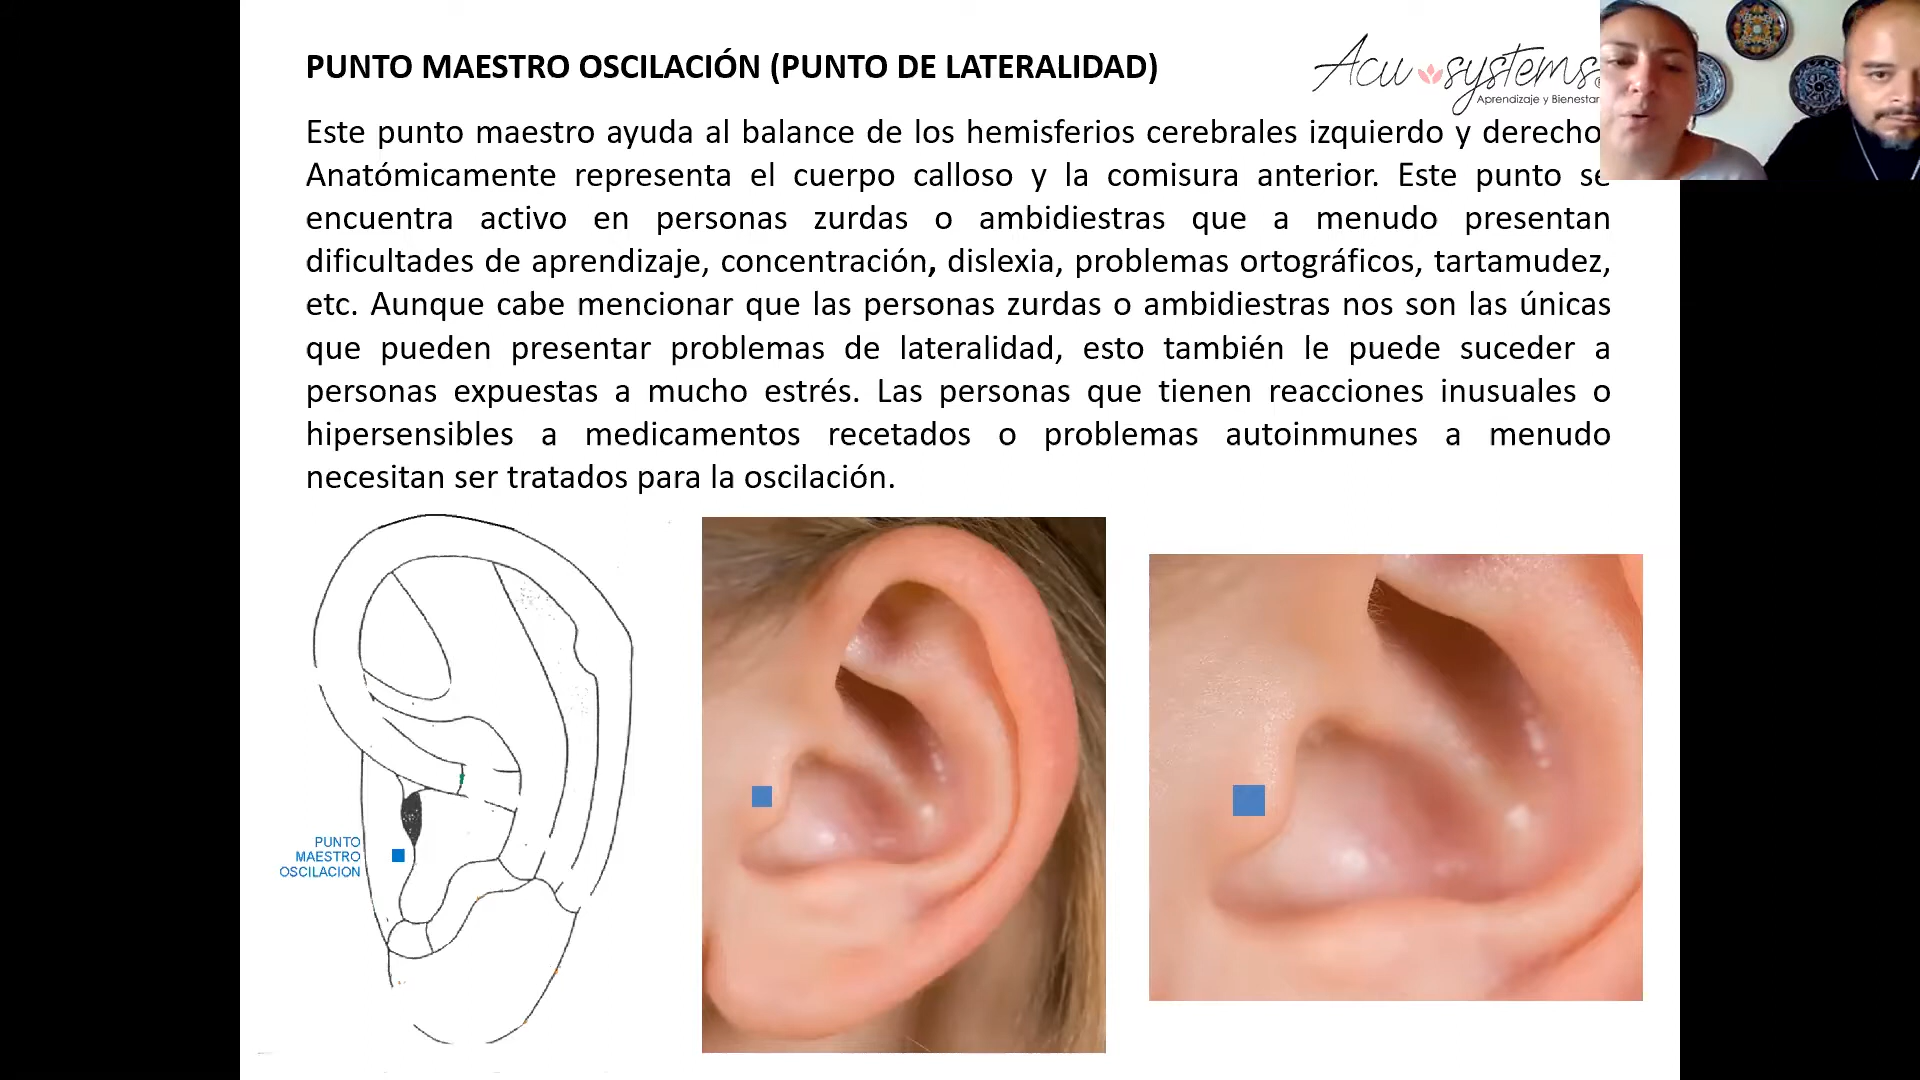 PUNTO MAESTRO OSCILACIÓN (PUNTO DE LATERALIDAD)
Acu systems
Aprendizaje y Bienestar
Este punto maestro ayuda al balance de los hemisferios cerebrales izquierdo y derecho
Anatómicamente representa el cuerpo calloso y la comisura anterior. Este punto se
encuentra activo en personas zurdas o ambidiestras que a menudo presentan
dificultades de aprendizaje, concentración, dislexia, problemas ortográficos, tartamudez,
etc. Aunque cabe mencionar que las personas zurdas o ambidiestras nos son las únicas
que pueden presentar problemas de lateralidad, esto también le puede suceder a
personas expuestas a mucho estrés. Las personas que tienen reacciones inusuales o
hipersensibles a medicamentos recetados o problemas autoinmunes a menudo
necesitan ser tratados para la oscilación.
PUNTO
MAESTRO
OSCILACION